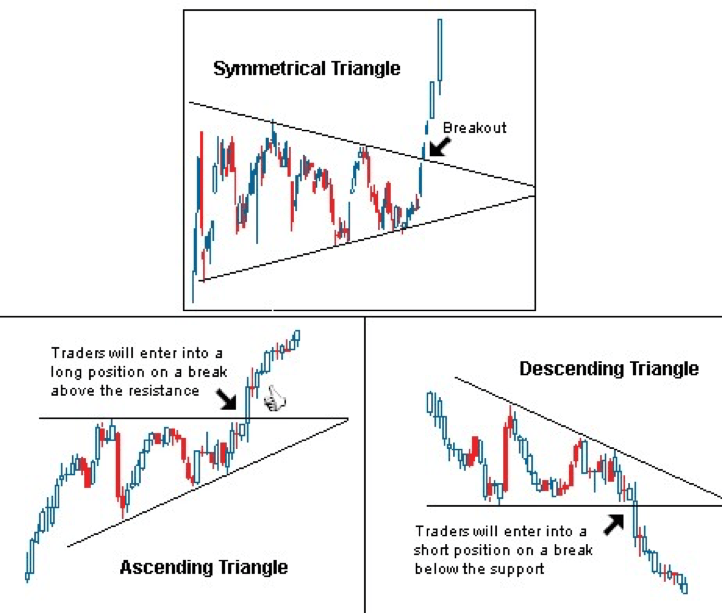 Symmetrical Triangle
Breakout
Traders will enter into a
long position on a break
above the resistance
Ascending Triangle
Descending Triangle
Traders will enter into a
short position on a break
below the support